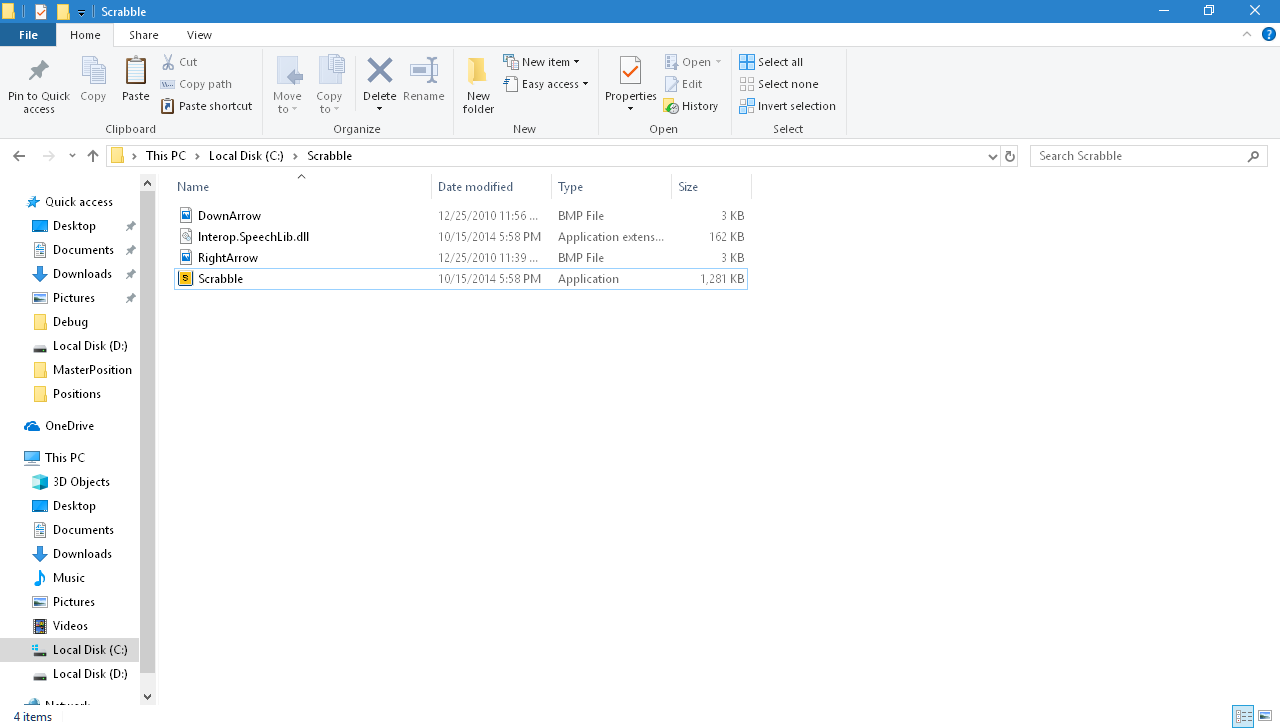 Scrabble
File Home Share View
Pin to Quick access
Copy
Paste
Cut
Copy path
Paste shortcut
Clipboard
Move to
Copy to
Delete
Rename
Organize
New folder
New item
Easy access
New
Properties
Open
Edit
History
Open
Select all
Select none
Invert selection
Select
This PC > Local Disk (C:) > Scrabble
Search Scrabble
Quick access
Desktop
Documents
Downloads
Pictures
Debug
Local Disk (D:)
MasterPosition
Positions
OneDrive
This PC
3D Objects
Desktop
Documents
Downloads
Music
Pictures
Videos
Local Disk (C:)
Local Disk (D:)
Network
Name Date modified Type Size
DownArrow 12/25/2010 11:56 ... BMP File 3 KB
Interop.SpeechLib.dll 10/15/2014 5:58 PM Application extens... 162 KB
RightArrow 12/25/2010 11:39 ... BMP File 3 KB
S Scrabble 10/15/2014 5:58 PM Application 1,281 KB
4 items